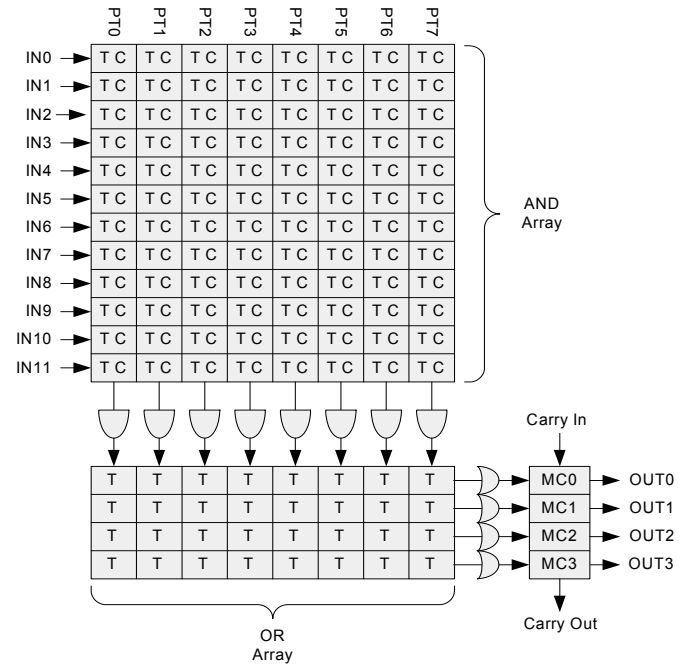 PT0 PT1 PT2 PT3 PT4 PT5 PT6 PT7
IN0 T C T C T C T C T C T C T C T C
IN1 T C T C T C T C T C T C T C T C
IN2 T C T C T C T C T C T C T C T C
IN3 T C T C T C T C T C T C T C T C
IN4 T C T C T C T C T C T C T C T C
IN5 T C T C T C T C T C T C T C T C
IN6 T C T C T C T C T C T C T C T C
IN7 T C T C T C T C T C T C T C T C
IN8 T C T C T C T C T C T C T C T C
IN9 T C T C T C T C T C T C T C T C
IN10 T C T C T C T C T C T C T C T C
IN11 T C T C T C T C T C T C T C T C
AND
Array
Carry In
T T T T T T T T MC0 OUT0
T T T T T T T T MC1 OUT1
T T T T T T T T MC2 OUT2
T T T T T T T T MC3 OUT3
Carry Out
OR
Array